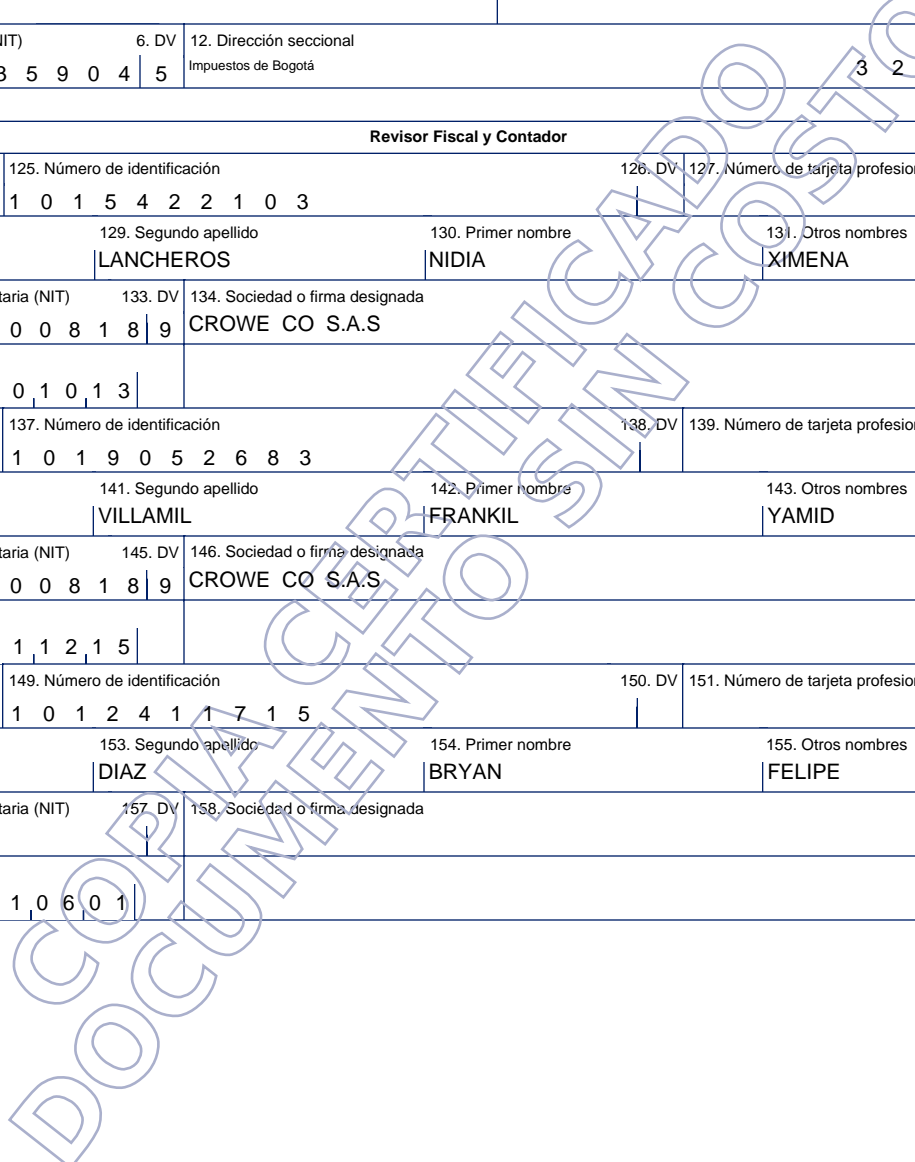 IIT) 6. DV 12. Dirección seccional
3 5 9 0 4 5 Impuestos de Bogotá 3 2
Revisor Fiscal y Contador
125. Número de identificación 126. DV 127. Número de tarjeta profesion
1 0 1 5 4 2 2 1 0 3
129. Segundo apellido 130. Primer nombre 131. Otros nombres
LANCHEROS NIDIA XIMENA
taria (NIT) 133. DV 134. Sociedad o firma designada
0 0 8 1 8 9 CROWE CO S.A.S
0 1 0 1 3
137. Número de identificación 138. DV 139. Número de tarjeta profesion
1 0 1 9 0 5 2 6 8 3
141. Segundo apellido 142. Primer nombre 143. Otros nombres
VILLAMIL FRANKIL YAMID
taria (NIT) 145. DV 146. Sociedad o firma designada
0 0 8 1 8 9 CROWE CO S.A.S
1 1 2 1 5
149. Número de identificación 150. DV 151. Número de tarjeta profesion
1 0 1 2 4 1 1 7 1 5
153. Segundo apellido 154. Primer nombre 155. Otros nombres
DIAZ BRYAN FELIPE
taria (NIT) 157. DV 158. Sociedad o firma designada
1 0 6 0 1
COPIA CERTIFICADO
DOCUMENTO SIN COSTO